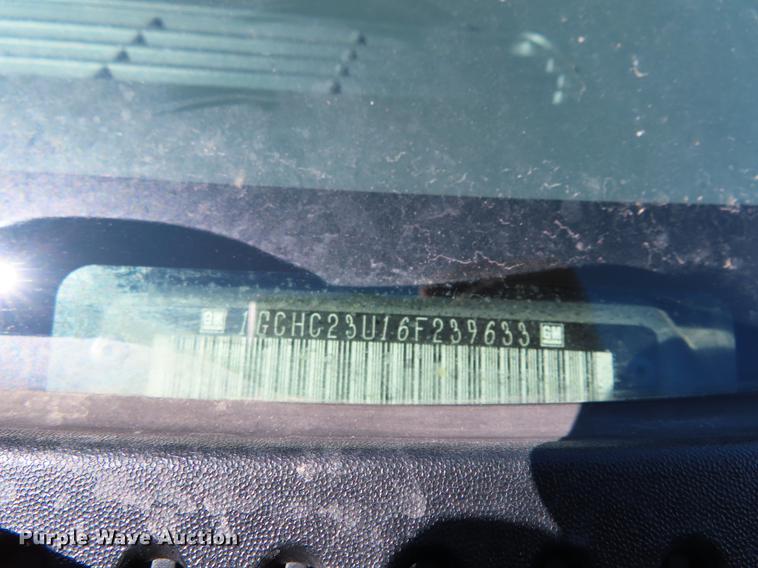 GM 1GCHC23U16F239633 GM
Purple Wave Auction